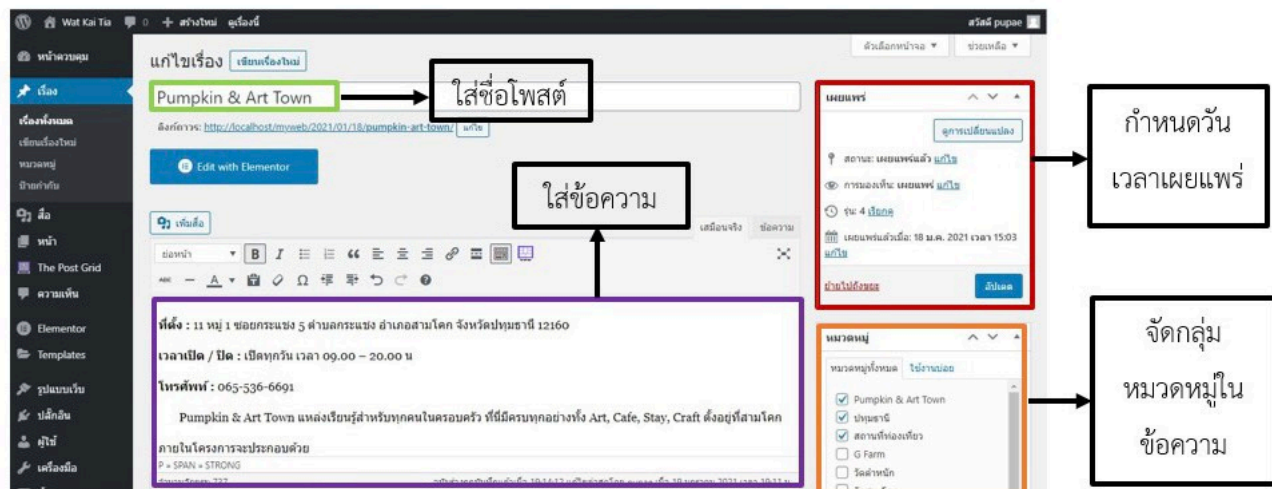 Wat Kai Tia 0 + สร้างใหม่ ดูเรื่องนี้ สวัสดี pupae
หน้าควบคุม
เรื่อง
เรื่องทั้งหมด
เขียนเรื่องใหม่
หมวดหมู่
ป้ายกำกับ
สื่อ
หน้า
The Post Grid
ความเห็น
Elementor
Templates
รูปแบบเว็บ
ปลั๊กอิน
ผู้ใช้
เครื่องมือ
ตัวเลือกหน้าจอ ช่วยเหลือ
แก้ไขเรื่อง เขียนเรื่องใหม่
Pumpkin & Art Town
ใส่ชื่อโพสต์
ลิงก์ถาวร: http://localhost/myweb/2021/01/18/pumpkin-art-town/ แก้ไข
Edit with Elementor
ใส่ข้อความ
เพิ่มสื่อ
เสมือนจริง ข้อความ
ย่อหน้า B I
ABC A Ω
ที่ตั้ง : 11 หมู่ 1 ซอยกระแชง 5 ตำบลกระแชง อำเภอสามโคก จังหวัดปทุมธานี 12160
เวลาเปิด / ปิด : เปิดทุกวัน เวลา 09.00 – 20.00 น
โทรศัพท์ : 065-536-6691
Pumpkin & Art Town แหล่งเรียนรู้สำหรับทุกคนในครอบครัว ที่นี่มีครบทุกอย่างทั้ง Art, Cafe, Stay, Craft ตั้งอยู่ที่สามโคก
ภายในโครงการจะประกอบด้วย
P » SPAN » STRONG
เผยแพร่
ดูการเปลี่ยนแปลง
สถานะ: เผยแพร่แล้ว แก้ไข
การมองเห็น: เผยแพร่ แก้ไข
รุ่น: 4 เรียกดู
เผยแพร่แล้วเมื่อ: 18 ม.ค. 2021 เวลา 15:03
แก้ไข
ย้ายไปถังขยะ อัปเดต
หมวดหมู่
หมวดหมู่ทั้งหมด ใช้งานบ่อย
Pumpkin & Art Town
ปทุมธานี
สถานที่ท่องเที่ยว
G Farm
วัดตำหนัก
กำหนดวัน
เวลาเผยแพร่
จัดกลุ่ม
หมวดหมู่ใน
ข้อความ